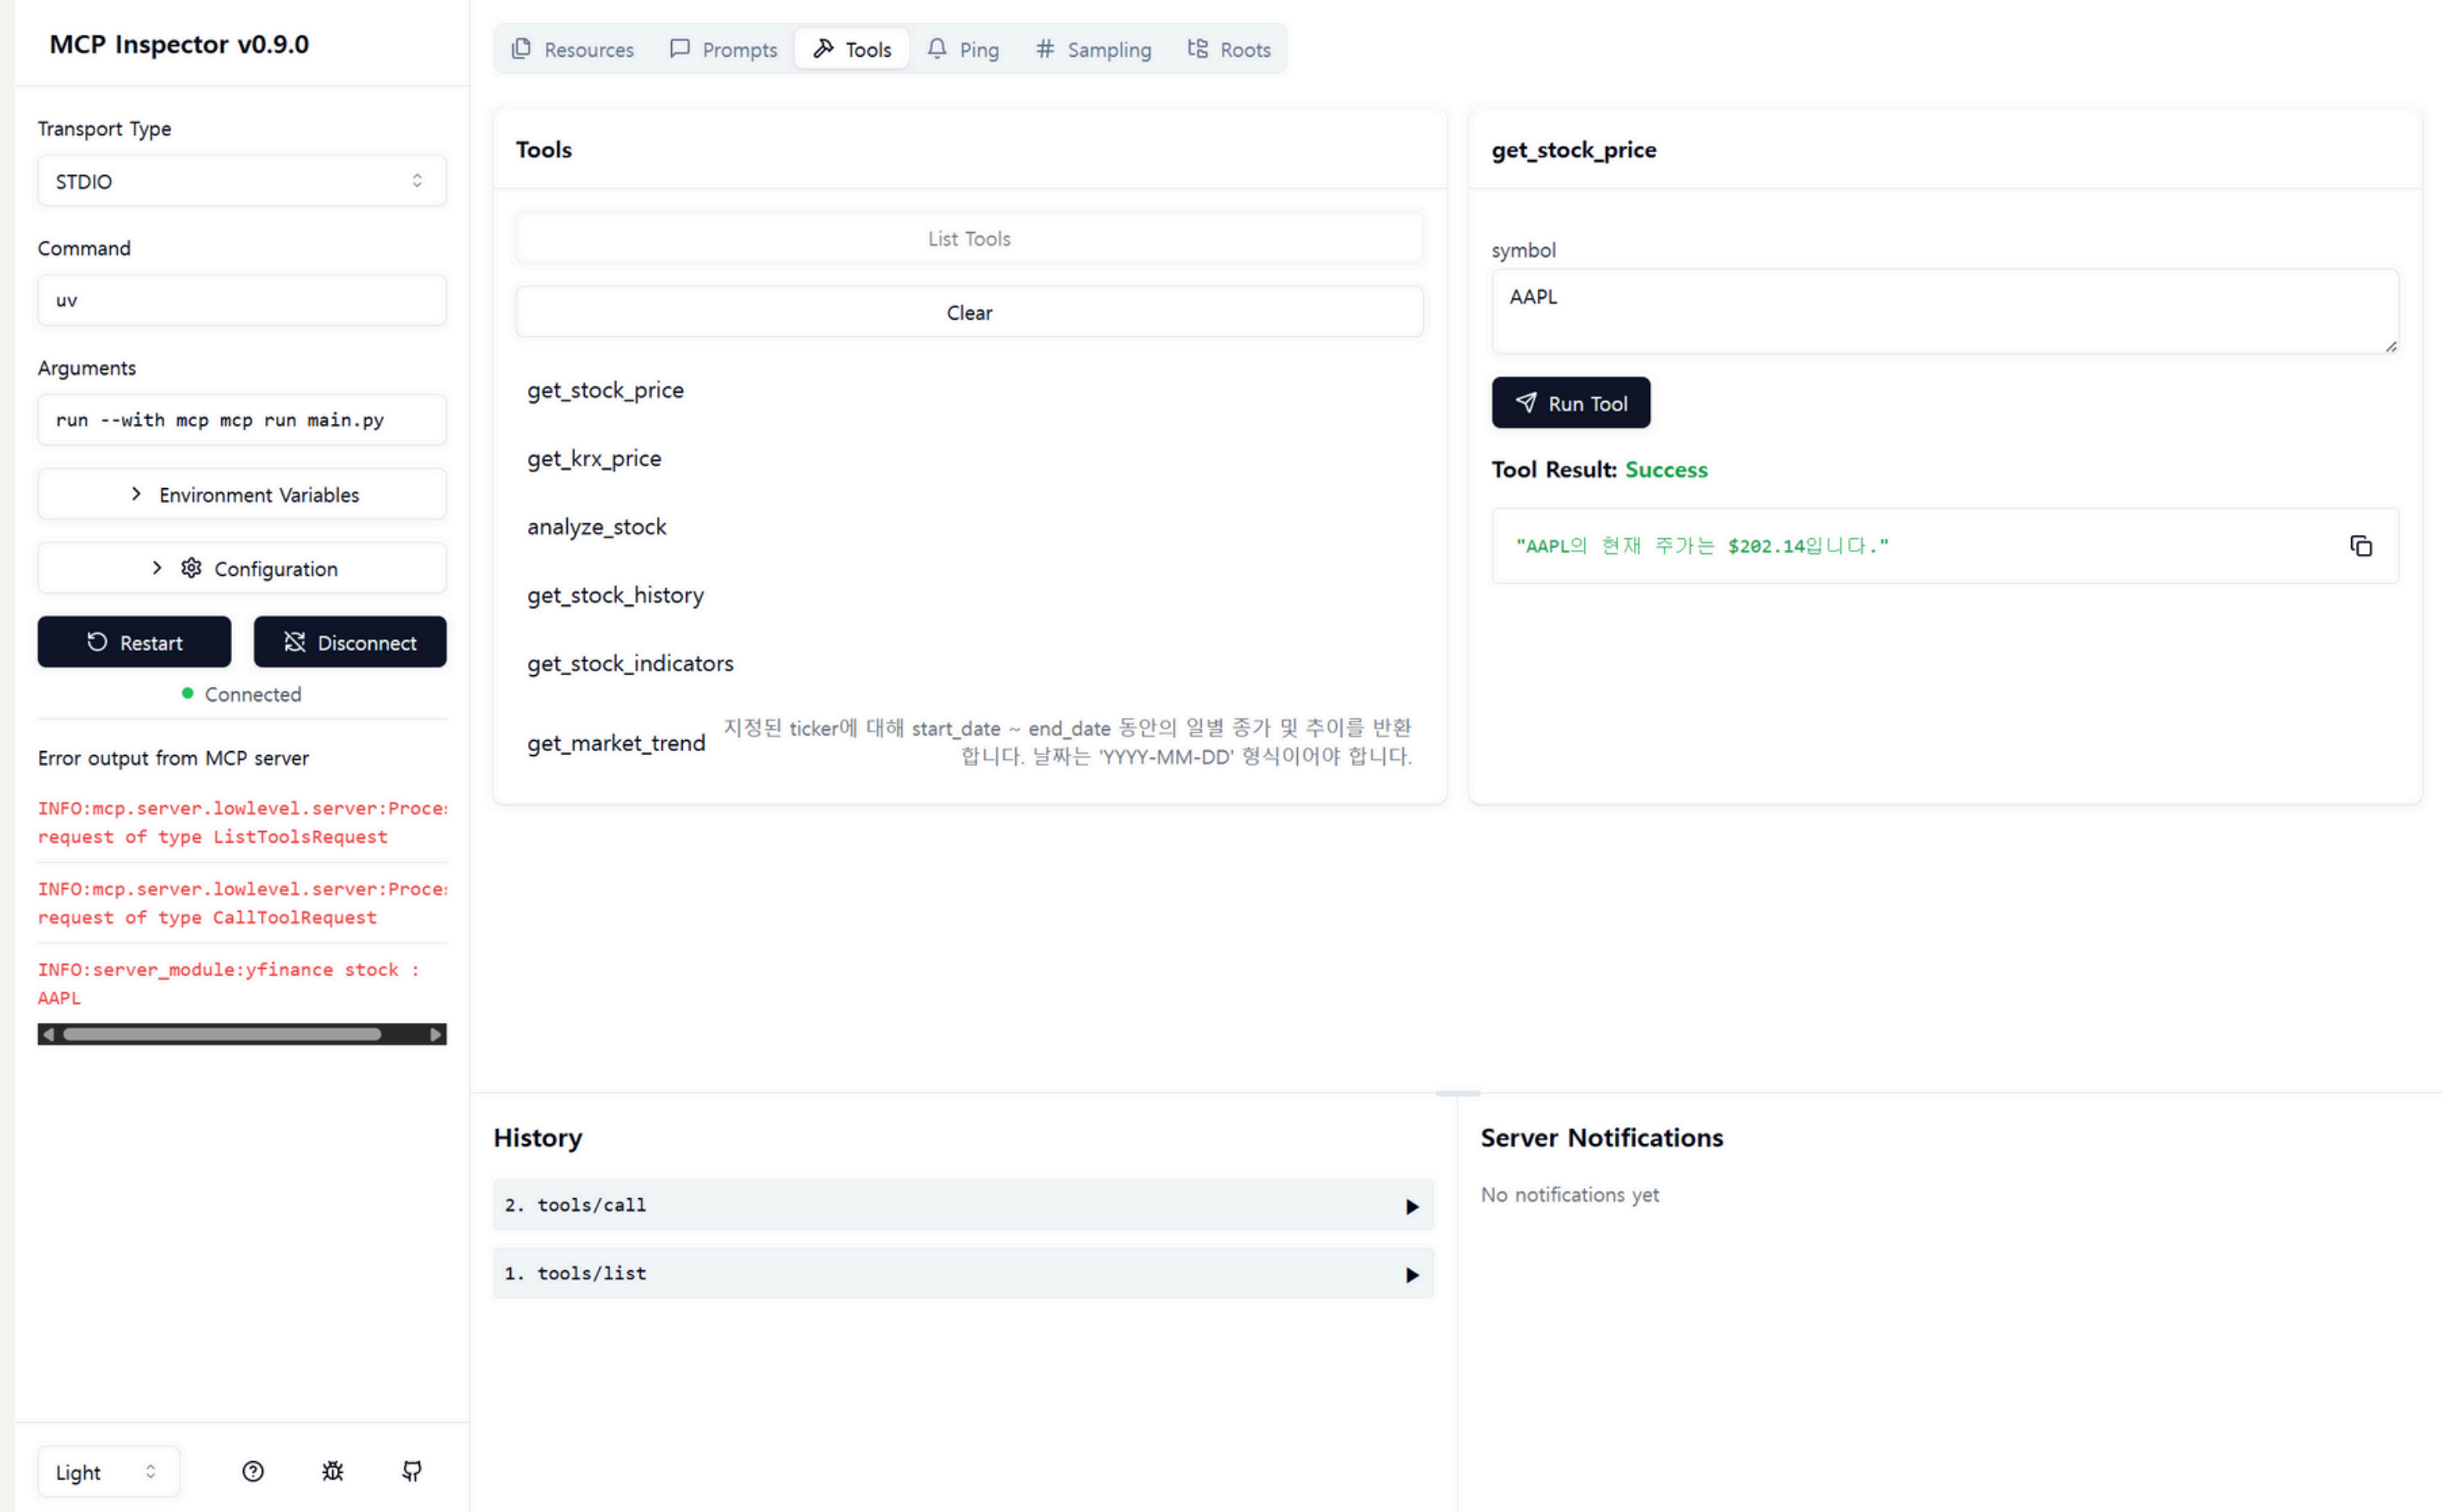 MCP Inspector v0.9.0
Transport Type
STDIO
Command
uv
Arguments
run --with mcp mcp run main.py
Environment Variables
Configuration
Restart
Disconnect
Connected
Error output from MCP server
INFO:mcp.server.lowlevel.server:Proce
request of type ListToolsRequest
INFO:mcp.server.lowlevel.server:Proce
request of type CallToolRequest
INFO:server_module:yfinance stock :
AAPL
Light
Resources
Prompts
Tools
Ping
Sampling
Roots
Tools
List Tools
Clear
get_stock_price
get_krx_price
analyze_stock
get_stock_history
get_stock_indicators
get_market_trend
지정된 ticker에 대해 start_date ~ end_date 동안의 일별 종가 및 추이를 반환
합니다. 날짜는 'YYYY-MM-DD' 형식이어야 합니다.
get_stock_price
symbol
AAPL
Run Tool
Tool Result: Success
"AAPL의 현재 주가는 $202.14입니다."
History
2. tools/call
1. tools/list
Server Notifications
No notifications yet